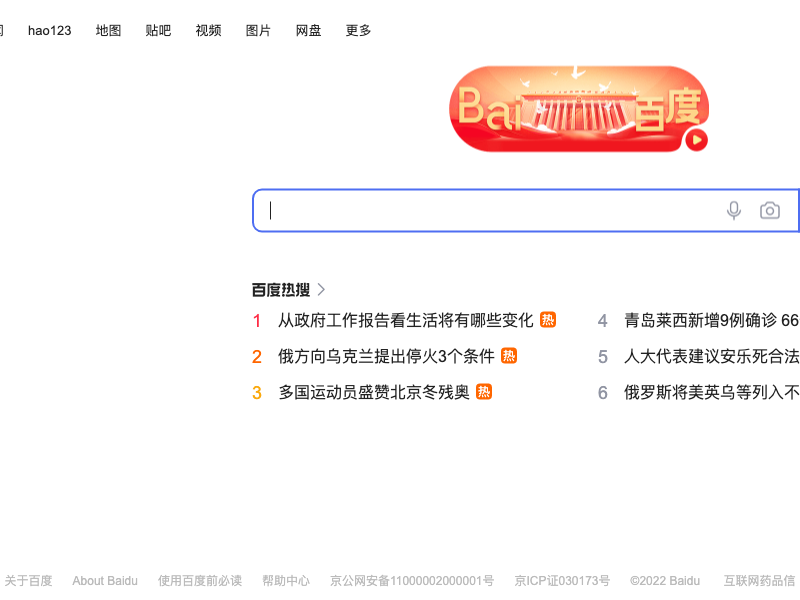 hao123 地图 贴吧 视频 图片 网盘 更多
Bai 百度
百度热搜
1 从政府工作报告看生活将有哪些变化 热
4 青岛莱西新增9例确诊 66
2 俄方向乌克兰提出停火3个条件 热
5 人大代表建议安乐死合法
3 多国运动员盛赞北京冬残奥 热
6 俄罗斯将美英乌等列入不
关于百度 About Baidu 使用百度前必读 帮助中心 京公网安备11000002000001号 京ICP证030173号 ©2022 Baidu 互联网药品信